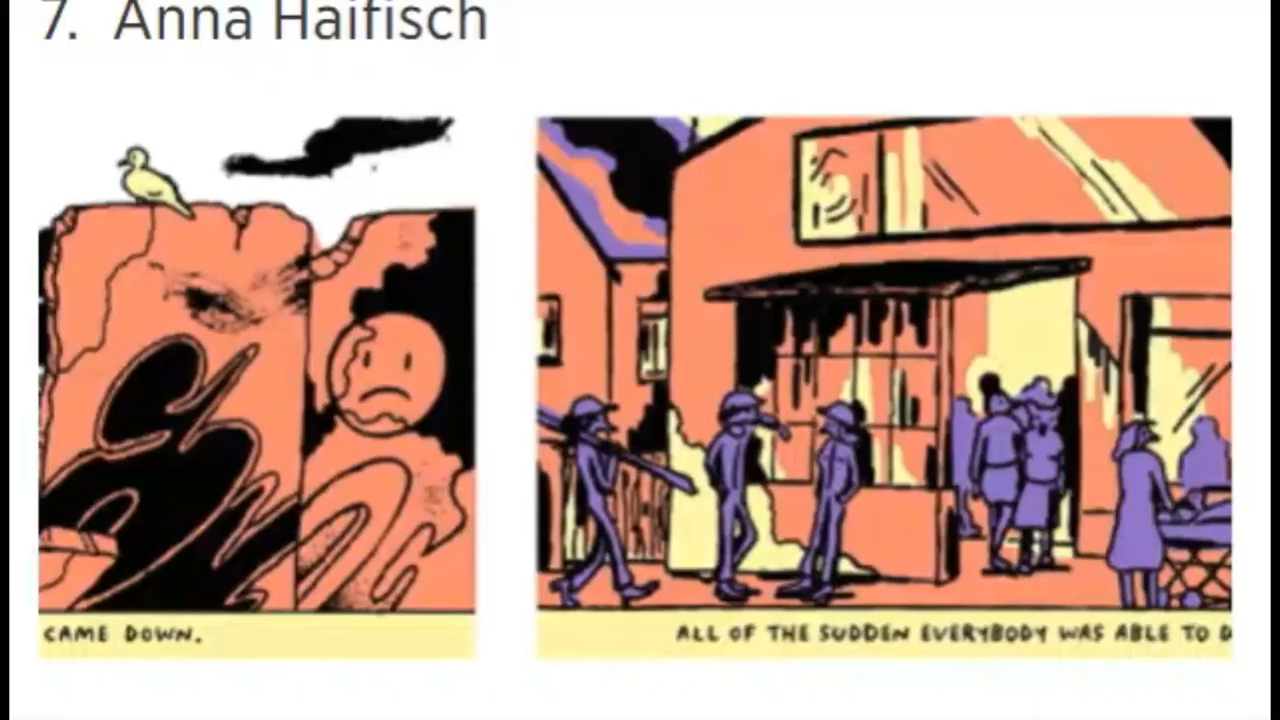 7. Anna Haifisch
CAME DOWN.
ALL OF THE SUDDEN EVERYBODY WAS ABLE TO D